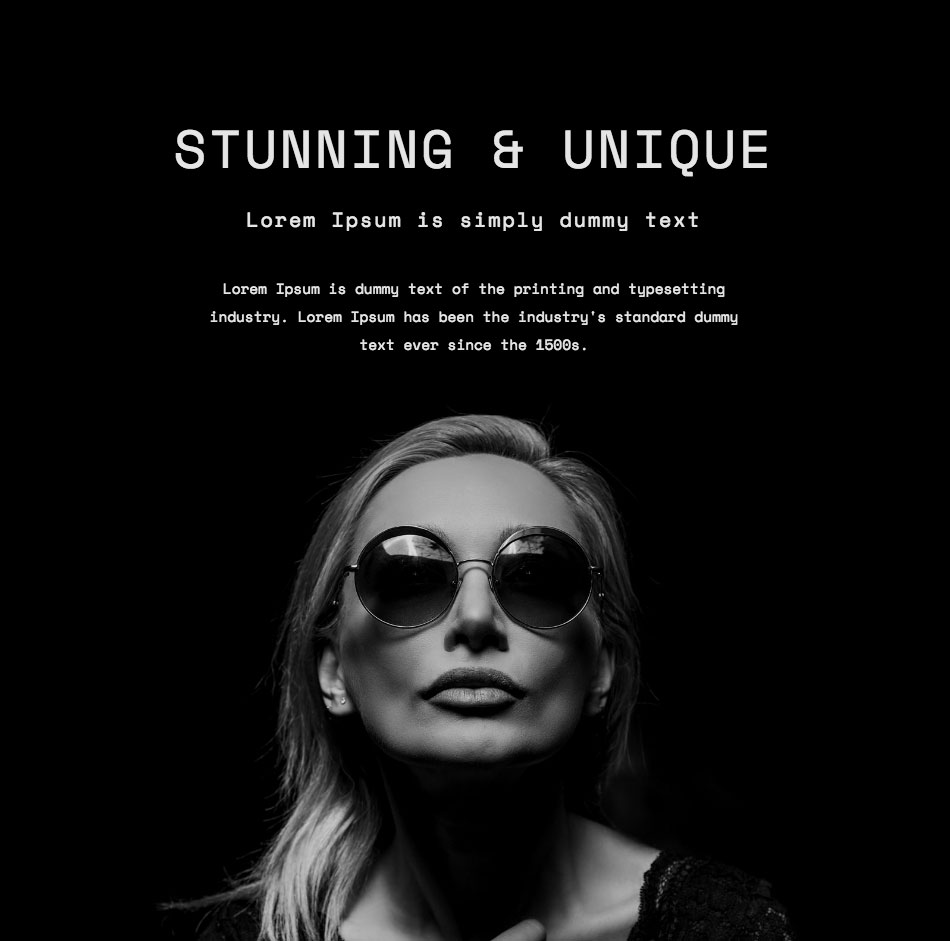 STUNNING & UNIQUE
Lorem Ipsum is simply dummy text
Lorem Ipsum is dummy text of the printing and typesetting
industry. Lorem Ipsum has been the industry's standard dummy
text ever since the 1500s.